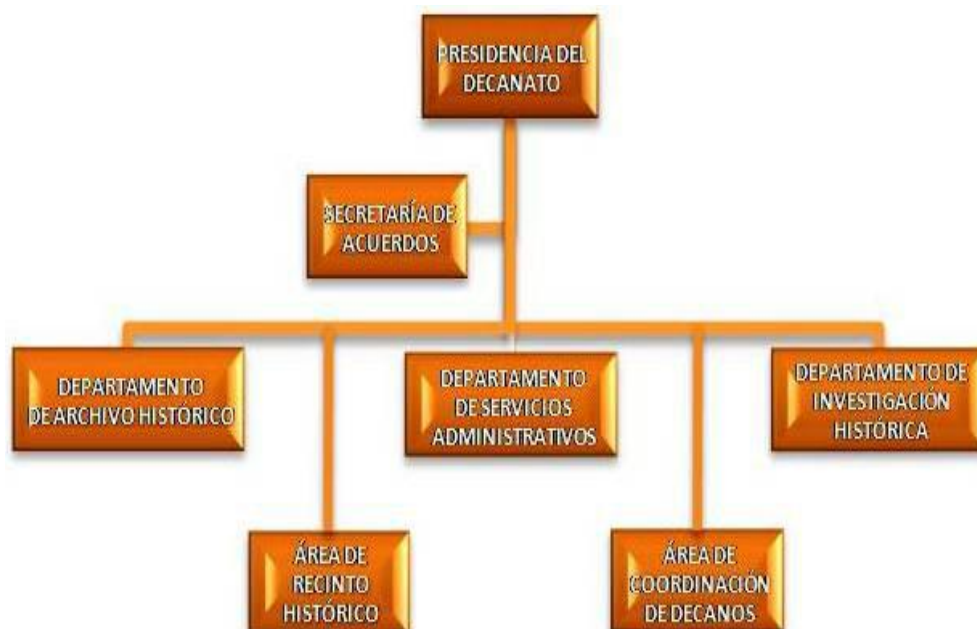 PRESIDENCIA DEL
DECANATO
SECRETARÍA DE
ACUERDOS
DEPARTAMENTO
DE ARCHIVO HISTÓRICO
DEPARTAMENTO
DE SERVICIOS
ADMINISTRATIVOS
DEPARTAMENTO DE
INVESTIGACIÓN
HISTÓRICA
ÁREA DE
RECINTO
HISTÓRICO
ÁREA DE
COORDINACIÓN
DE DECANOS